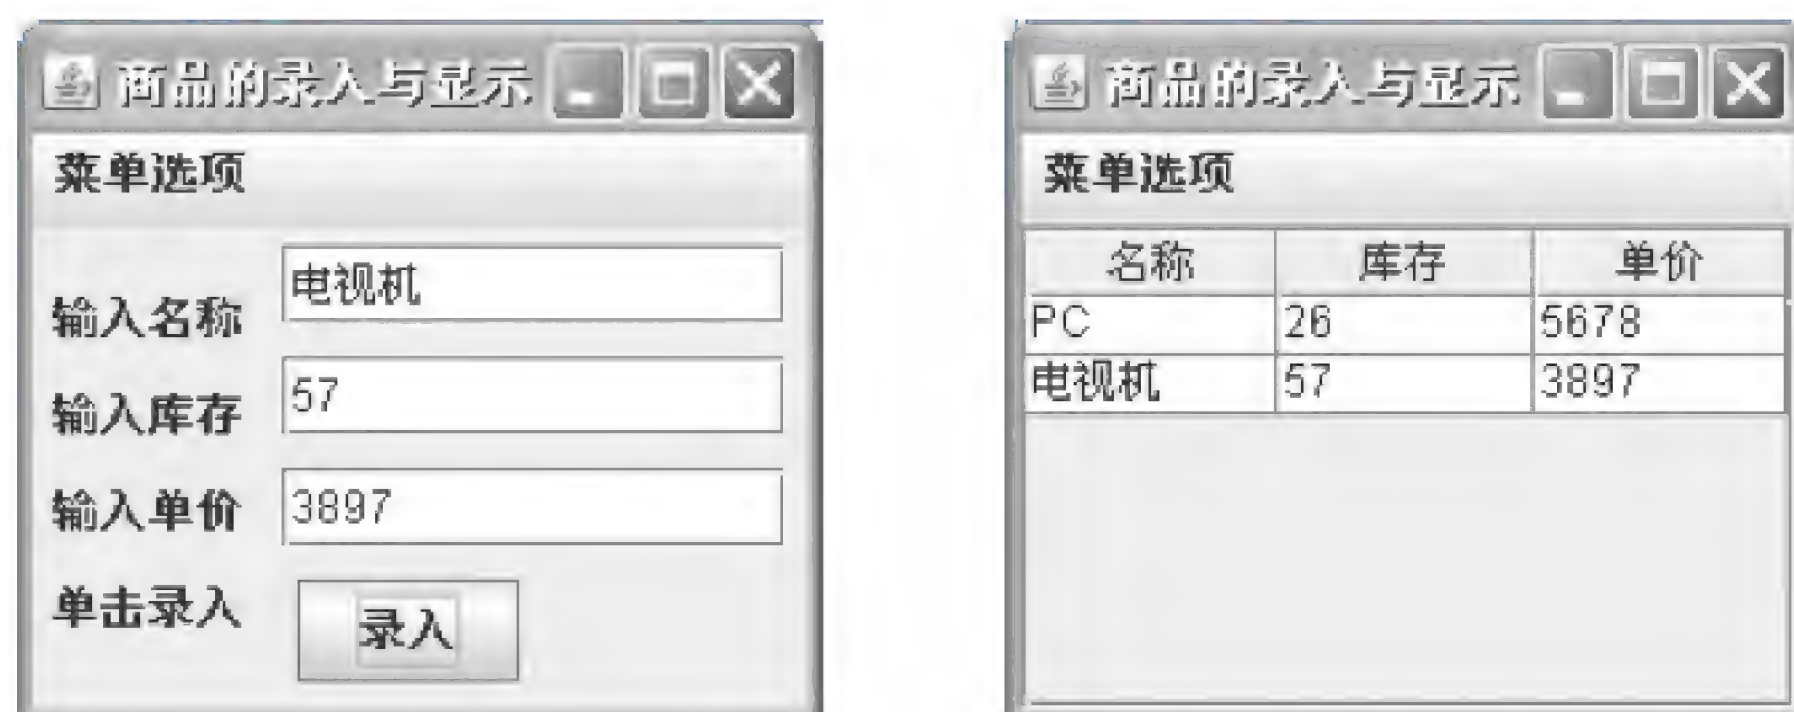 商品的录入与显示
菜单选项
输入名称 电视机
输入库存 57
输入单价 3897
单击录入 录入
商品的录入与显示
菜单选项
名称 库存 单价
PC 26 5678
电视机 57 3897